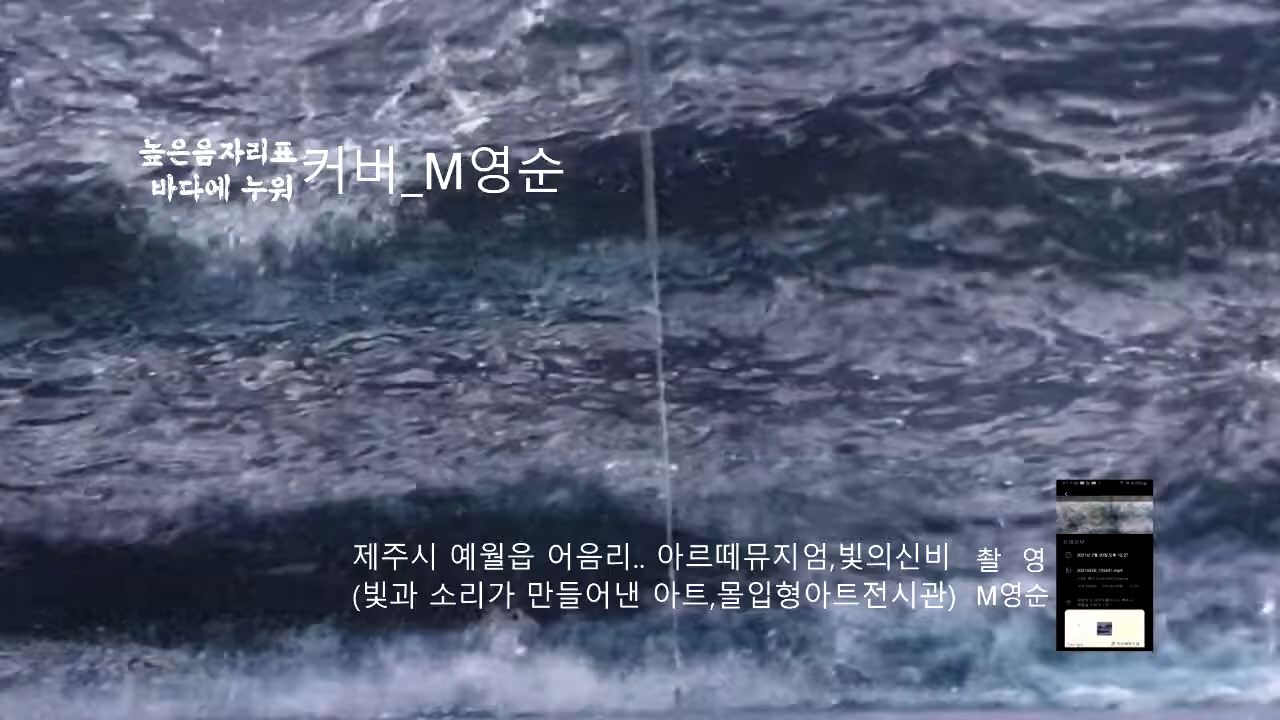 높은음자리표
바다에 누워
커버_M영순
제주시 예월읍 어음리.. 아르떼뮤지엄,빛의신비
(빛과 소리가 만들어낸 아트,몰입형아트전시관)
촬 영
M영순